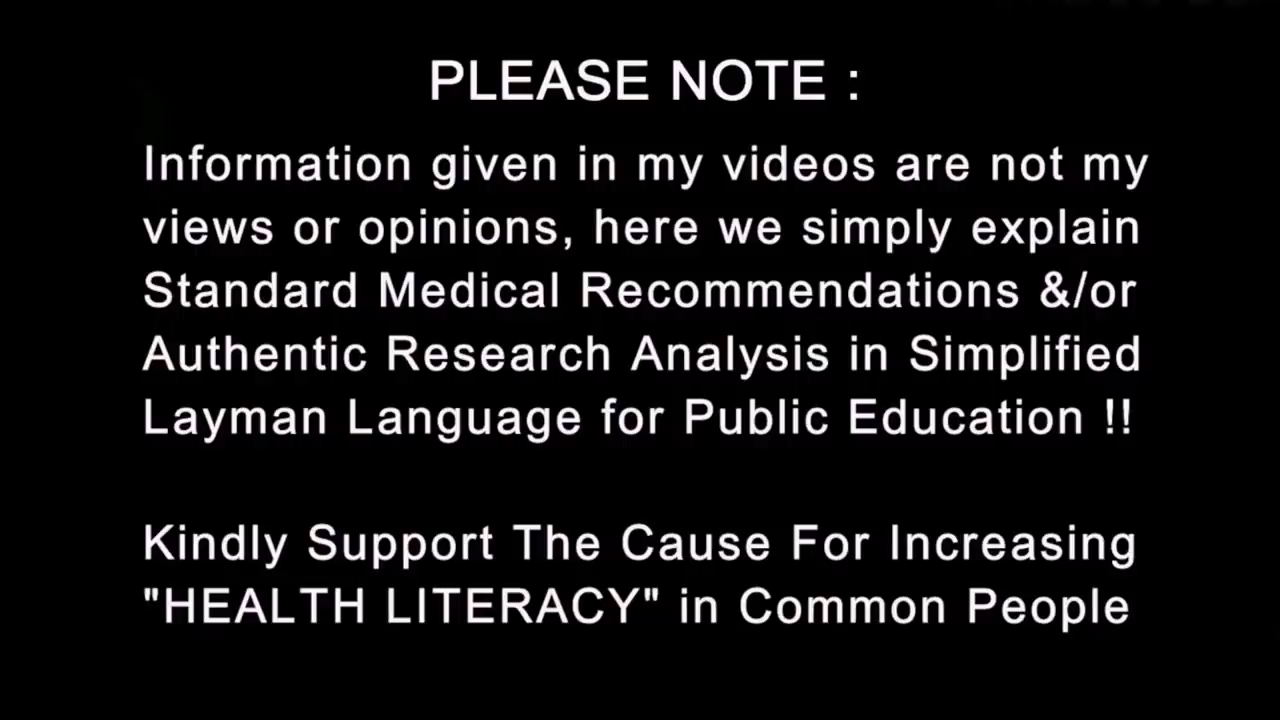 PLEASE NOTE :
Information given in my videos are not my
views or opinions, here we simply explain
Standard Medical Recommendations &/or
Authentic Research Analysis in Simplified
Layman Language for Public Education !!
Kindly Support The Cause For Increasing
"HEALTH LITERACY" in Common People